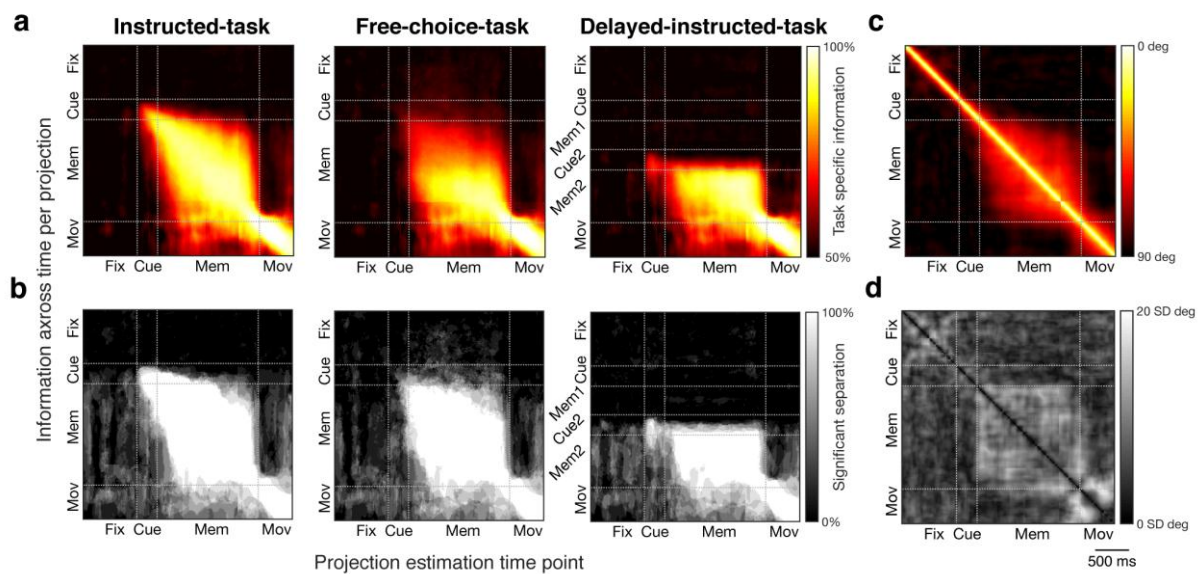 a
Instructed-task
Free-choice-task
Delayed-instructed-task
c
Fix
Cue
Mem
Mov
Fix
Cue
Mem
Mov
Fix
Cue
Mem1
Cue2
Mem2
Mov
100%
Task specific information
50%
Fix
Cue
Mem
Mov
0 deg
90 deg
Fix Cue Mem Mov
Fix Cue Mem Mov
Fix Cue Mem Mov
Fix Cue Mem Mov
Information axross time per projection
b
d
Fix
Cue
Mem
Mov
Fix
Cue
Mem
Mov
Fix
Cue
Mem1
Cue2
Mem2
Mov
100%
Significant separation
0%
Fix
Cue
Mem
Mov
20 SD deg
0 SD deg
Fix Cue Mem Mov
Fix Cue Mem Mov
Fix Cue Mem Mov
Fix Cue Mem Mov
Projection estimation time point
500 ms